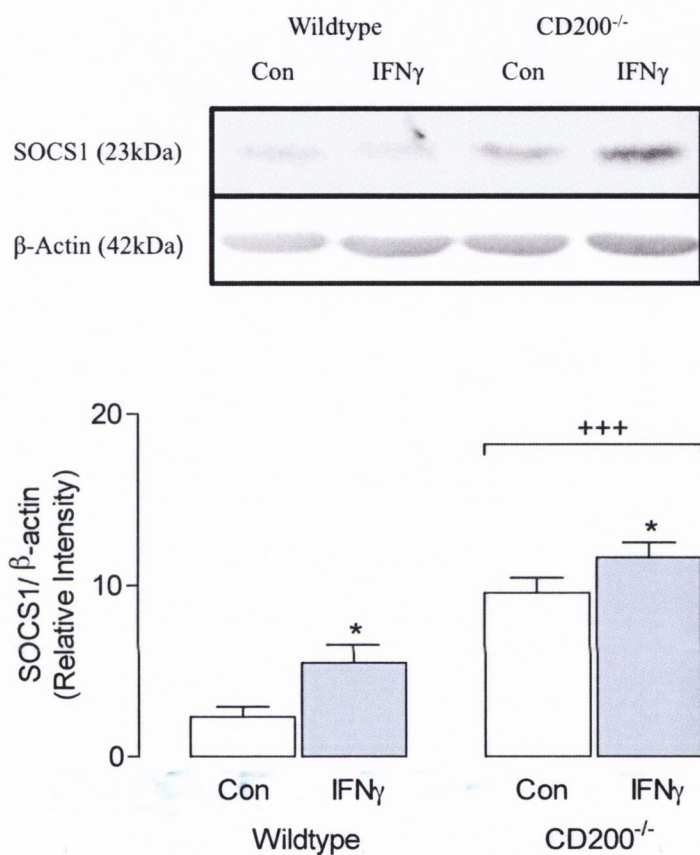 Wildtype CD200-/-
Con IFNγ Con IFNγ
SOCS1 (23kDa)
β-Actin (42kDa)
20
+++
*
*
10
SOCS1/β-actin
(Relative Intensity)
0
Con IFNγ Con IFNγ
Wildtype CD200-/-